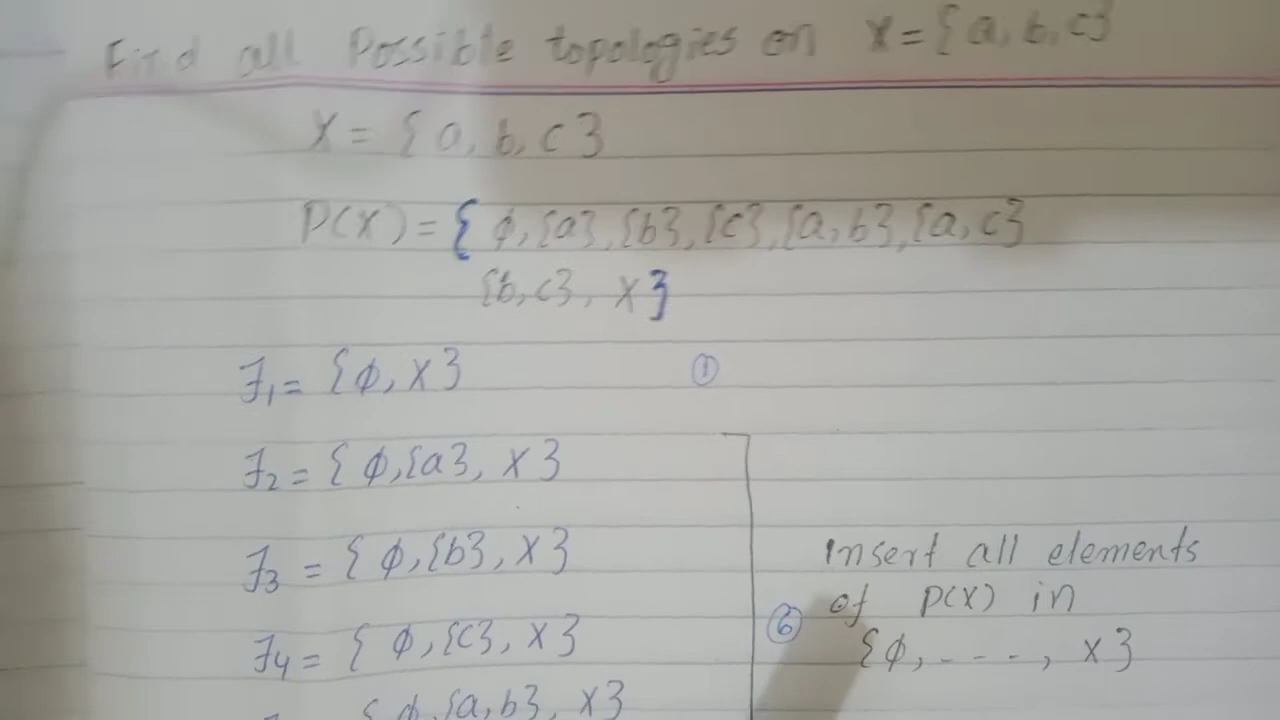 Find all Possible topologies on X = {a, b, c}
X = {a, b, c}
P(X) = { ϕ, {a}, {b}, {c}, {a, b}, {a, c}
{b, c}, X}
J₁ = {ϕ, X} ①
J₂ = { ϕ, {a}, X }
J₃ = { ϕ, {b}, X }
J₄ = { ϕ, {c}, X }
{ ϕ, {a, b}, X }
⑥
Insert all elements
of P(X) in
{ϕ, - - - -, X }